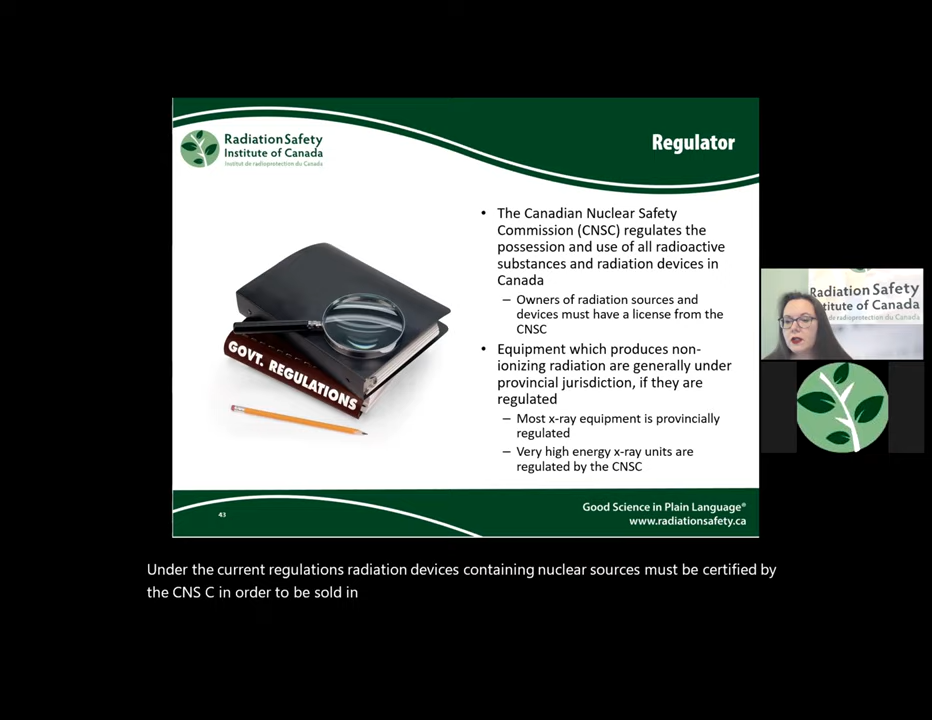 RadiationSafety
Institute of Canada
Institut de radioprotection du Canada
Regulator
• The Canadian Nuclear Safety
Commission (CNSC) regulates the
possession and use of all radioactive
substances and radiation devices in
Canada
– Owners of radiation sources and
devices must have a license from the
CNSC
• Equipment which produces non-
ionizing radiation are generally under
provincial jurisdiction, if they are
regulated
– Most x-ray equipment is provincially
regulated
– Very high energy x-ray units are
regulated by the CNSC
GOVT. REGULATIONS
43
Good Science in Plain Language®
www.radiationsafety.ca
Radiation Safety
Institute of Canada
de radioprotection du Canada
Under the current regulations radiation devices containing nuclear sources must be certified by
the CNS C in order to be sold in